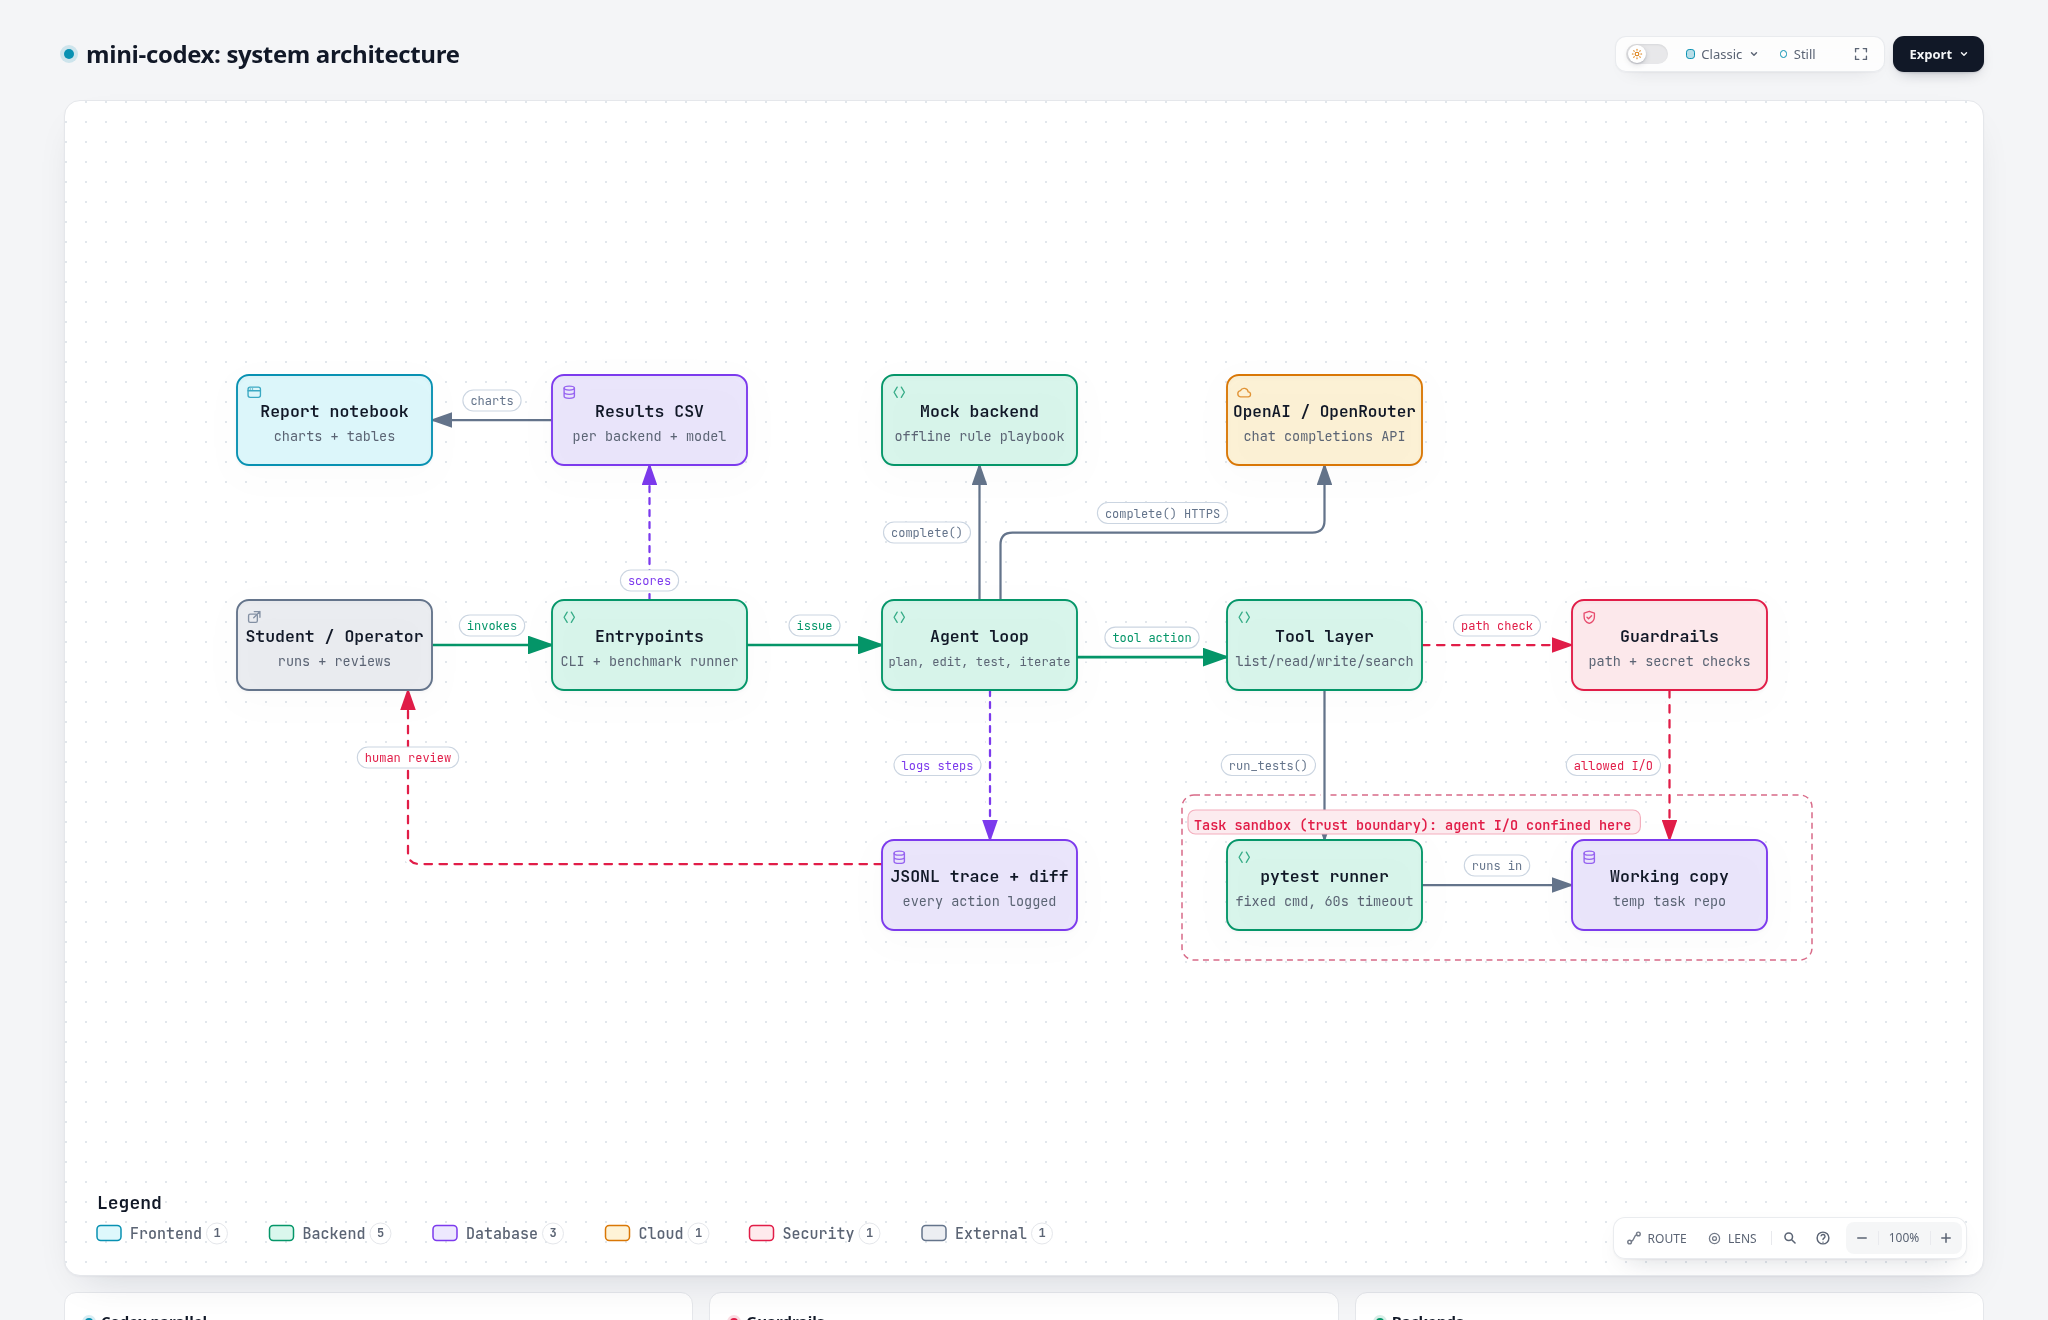 mini-codex: system architecture
Classic
Still
Export
Report notebook
charts + tables
charts
Results CSV
per backend + model
Mock backend
offline rule playbook
OpenAI / OpenRouter
chat completions API
complete() HTTPS
complete()
scores
Student / Operator
runs + reviews
invokes
Entrypoints
CLI + benchmark runner
issue
Agent loop
plan, edit, test, iterate
tool action
Tool layer
list/read/write/search
path check
Guardrails
path + secret checks
human review
logs steps
run_tests()
allowed I/O
Task sandbox (trust boundary): agent I/O confined here
JSONL trace + diff
every action logged
pytest runner
fixed cmd, 60s timeout
runs in
Working copy
temp task repo
Legend
Frontend 1
Backend 5
Database 3
Cloud 1
Security 1
External 1
ROUTE
LENS
100%
Codex parallel
Guardrails
Backends